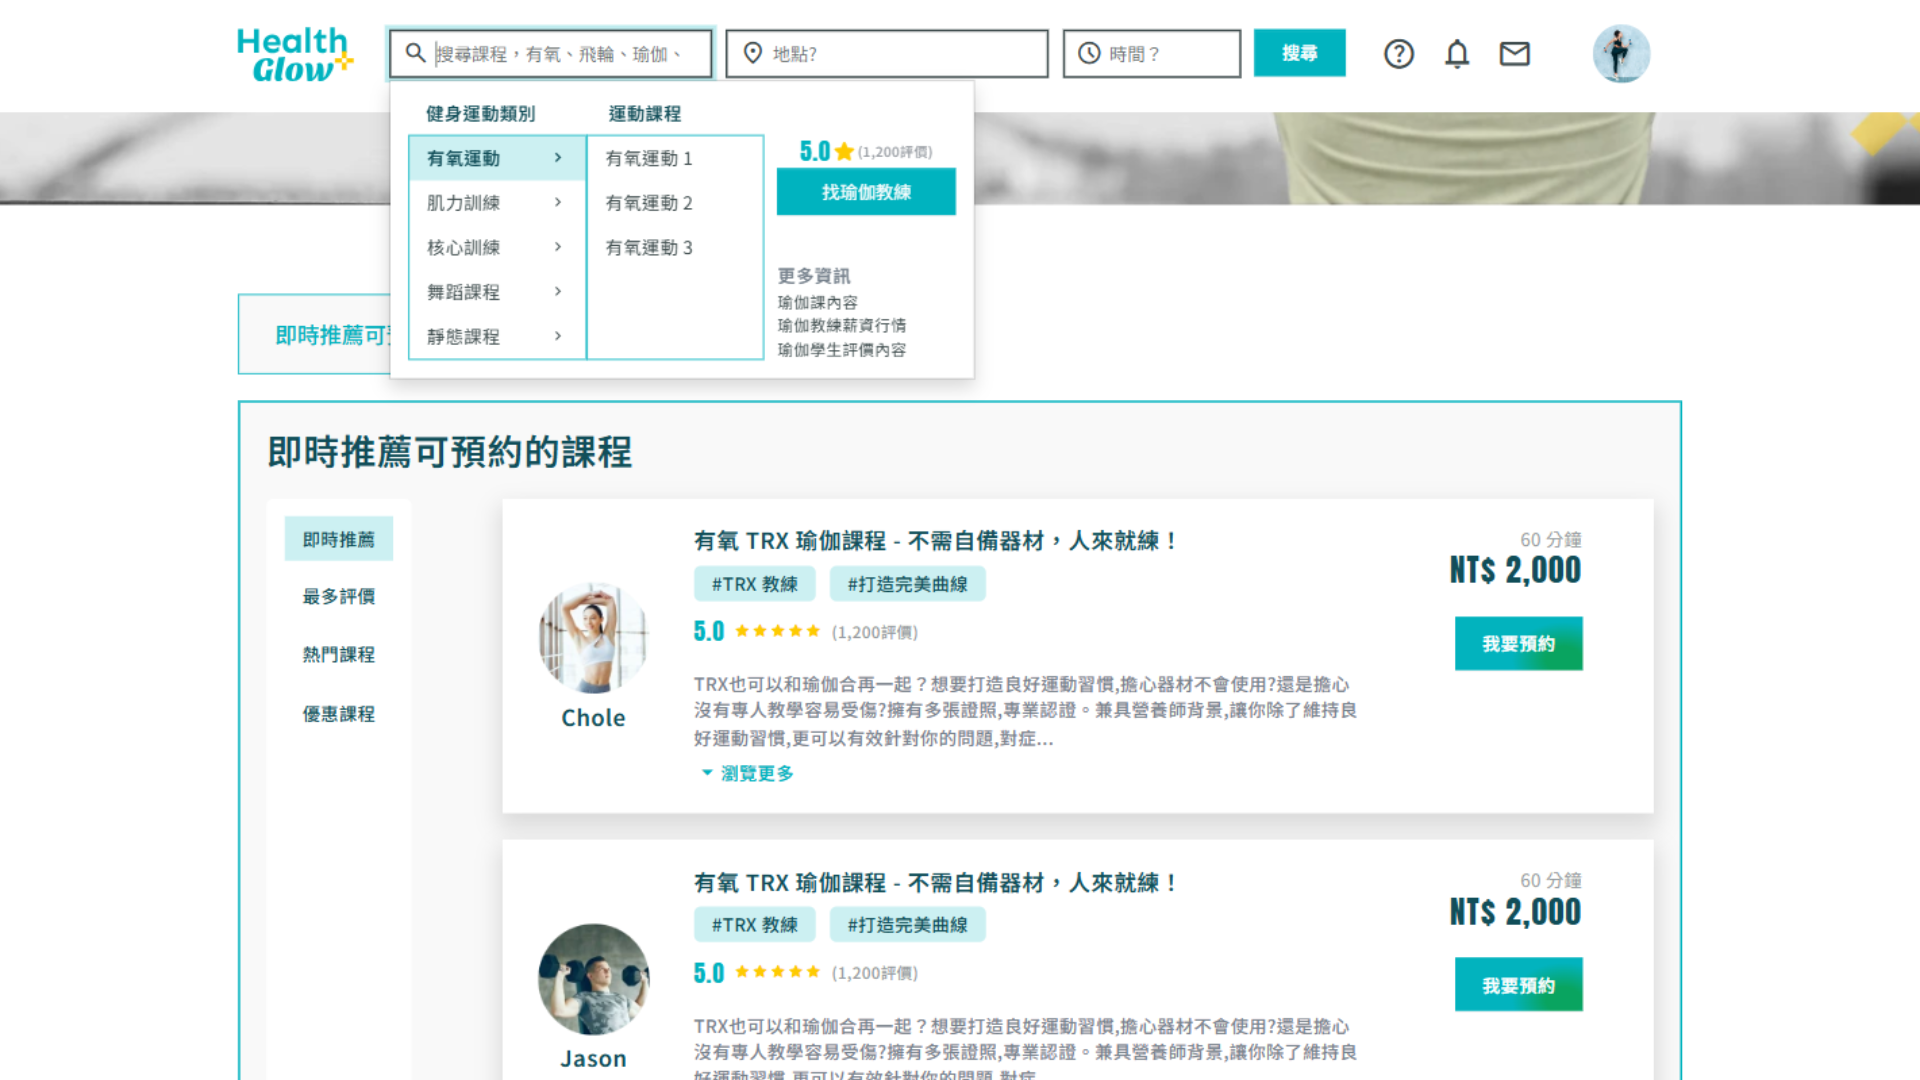 Health
Glow
搜尋課程，有氧、飛輪、瑜伽、
地點?
時間？
搜尋
健身運動類別
運動課程
有氧運動
肌力訓練
核心訓練
舞蹈課程
靜態課程
有氧運動 1
有氧運動 2
有氧運動 3
5.0 (1,200評價)
找瑜伽教練
更多資訊
瑜伽課內容
瑜伽教練薪資行情
瑜伽學生評價內容
即時推薦可
即時推薦可預約的課程
即時推薦
最多評價
熱門課程
優惠課程
有氧 TRX 瑜伽課程 - 不需自備器材，人來就練！
#TRX 教練
#打造完美曲線
5.0 (1,200評價)
TRX也可以和瑜伽合再一起？想要打造良好運動習慣,擔心器材不會使用?還是擔心
沒有專人教學容易受傷?擁有多張證照,專業認證。兼具營養師背景,讓你除了維持良
好運動習慣,更可以有效針對你的問題,對症...
瀏覽更多
Chole
60 分鐘
NT$ 2,000
我要預約
有氧 TRX 瑜伽課程 - 不需自備器材，人來就練！
#TRX 教練
#打造完美曲線
5.0 (1,200評價)
TRX也可以和瑜伽合再一起？想要打造良好運動習慣,擔心器材不會使用?還是擔心
沒有專人教學容易受傷?擁有多張證照,專業認證。兼具營養師背景,讓你除了維持良
好運動習慣,更可以有效針對你的問題,對症...
Jason
60 分鐘
NT$ 2,000
我要預約